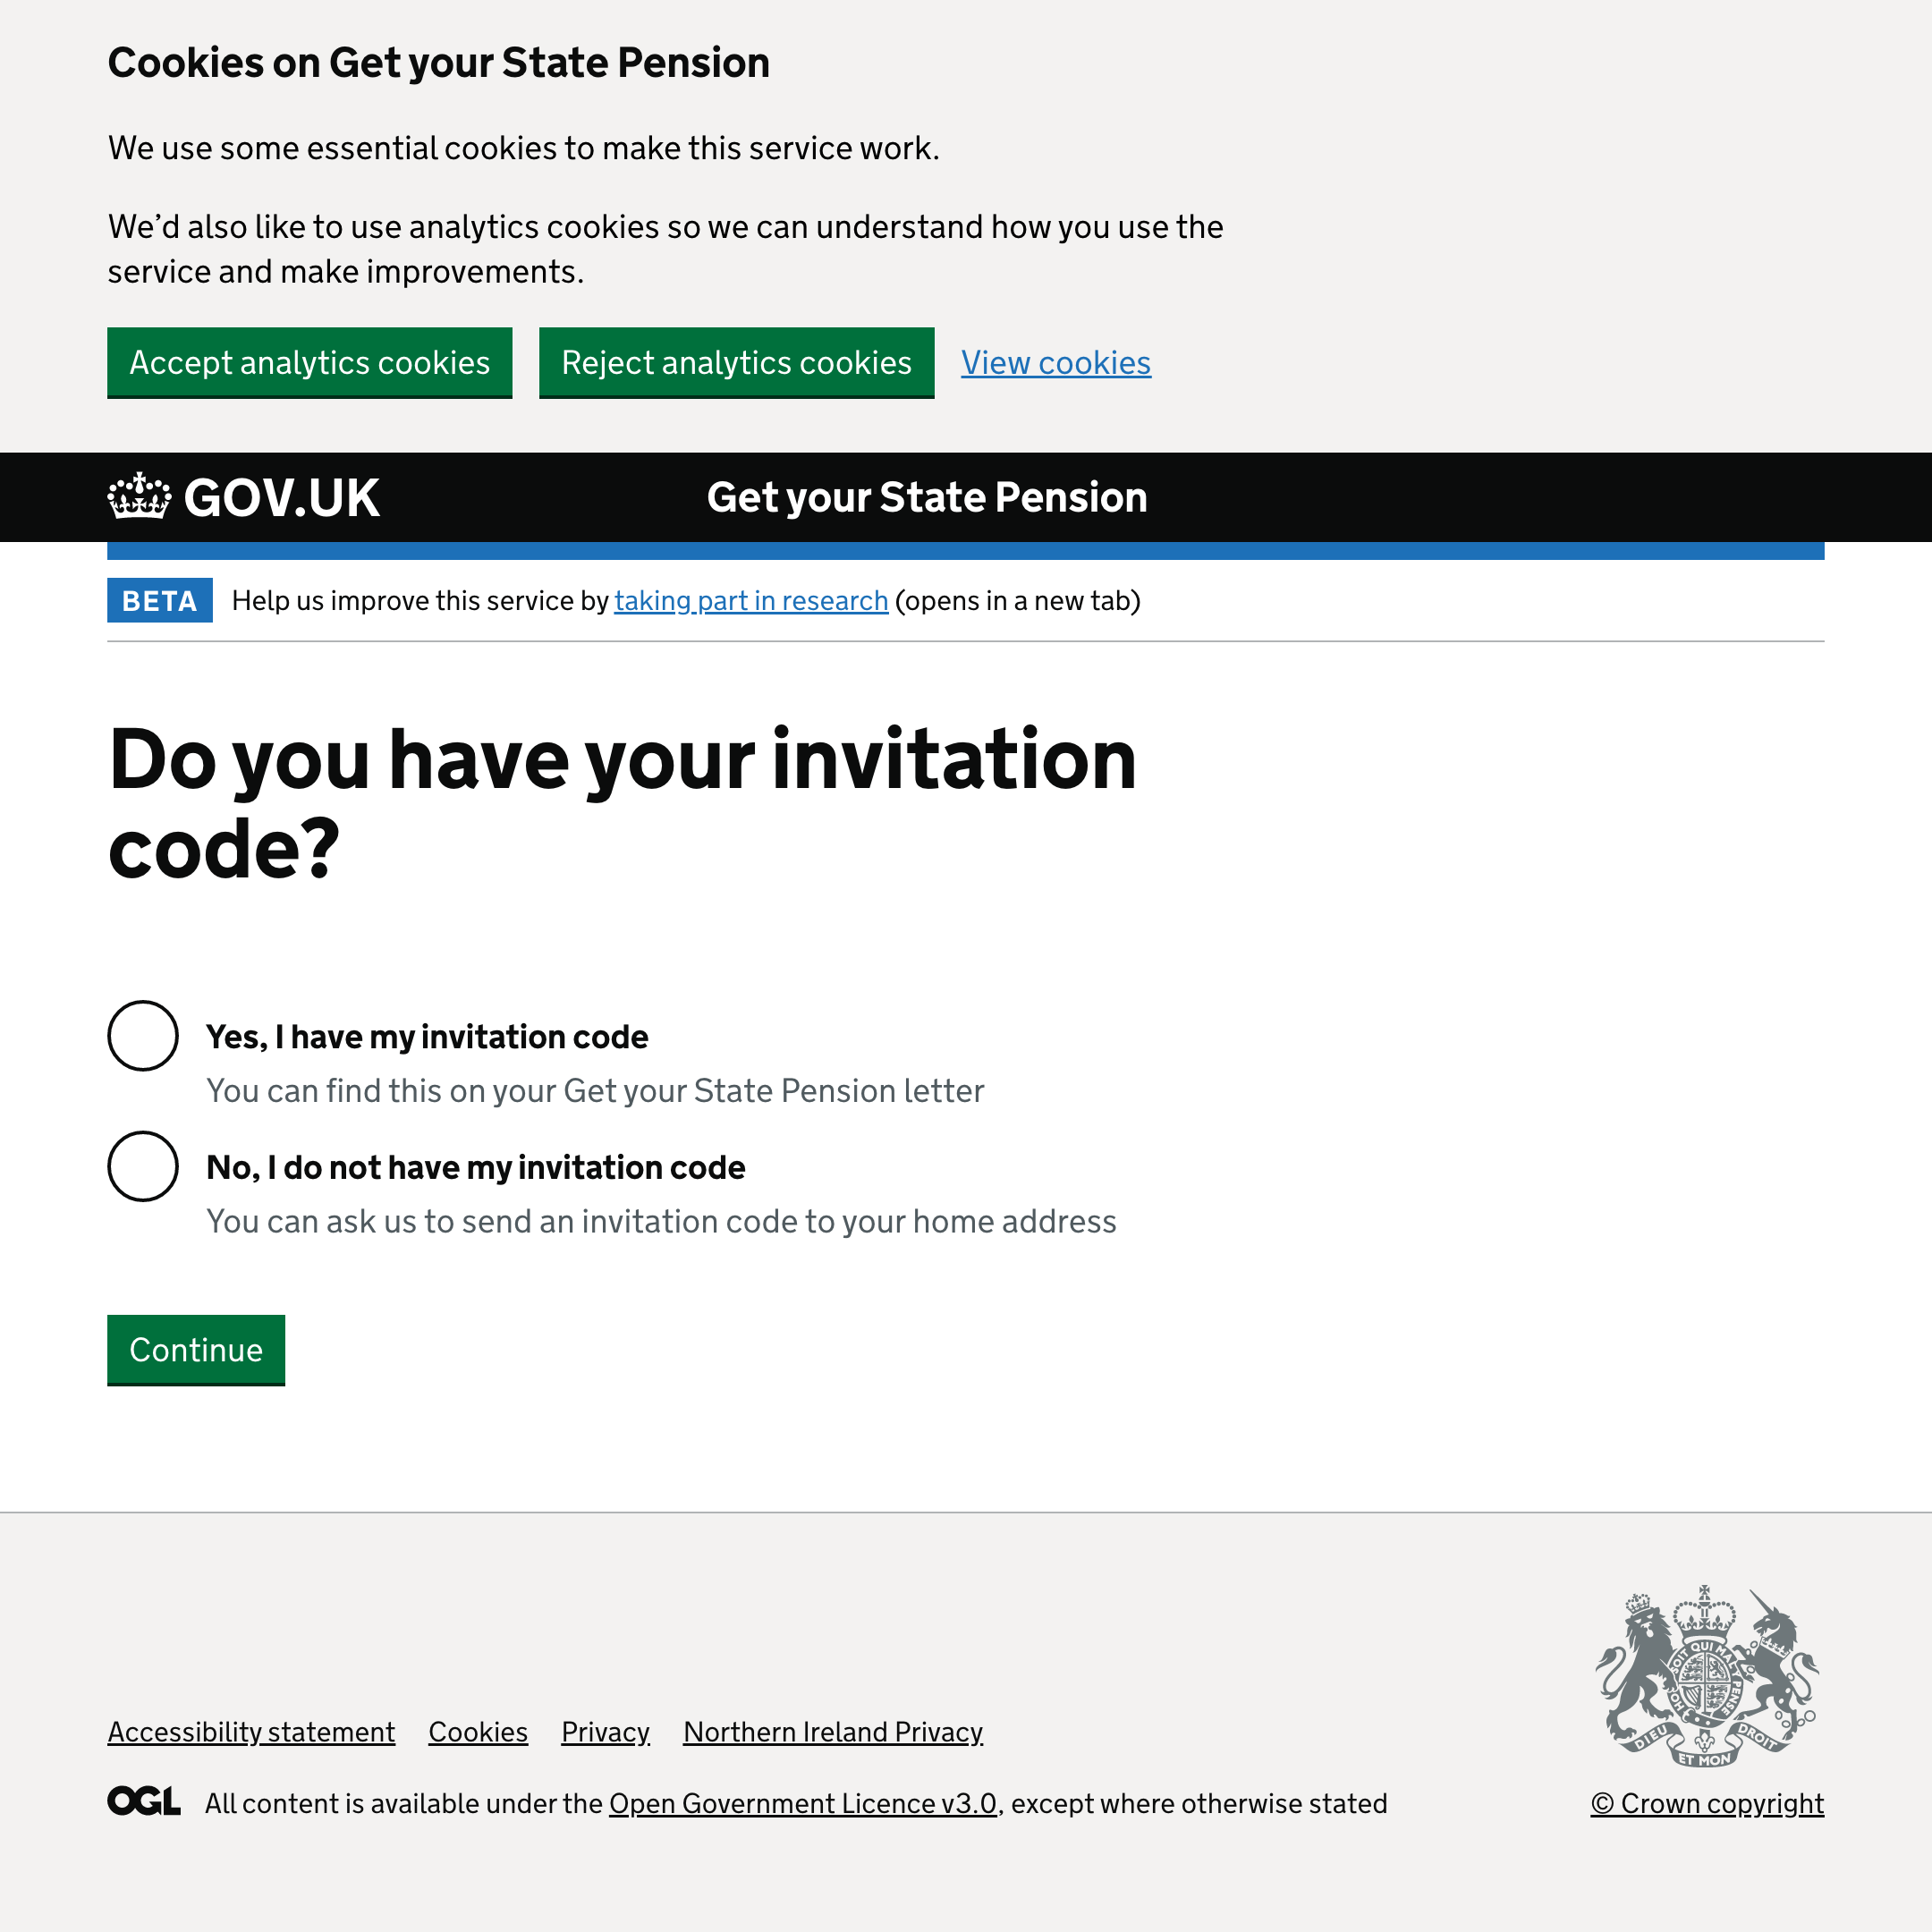 Cookies on Get your State Pension
We use some essential cookies to make this service work.
We’d also like to use analytics cookies so we can understand how you use the
service and make improvements.
Accept analytics cookies Reject analytics cookies View cookies
GOV.UK Get your State Pension
BETA Help us improve this service by taking part in research (opens in a new tab)
Do you have your invitation
code?
Yes, I have my invitation code
You can find this on your Get your State Pension letter
No, I do not have my invitation code
You can ask us to send an invitation code to your home address
Continue
SOIT QUI MAL Y PENSE
DIEU ET MON DROIT
Accessibility statement Cookies Privacy Northern Ireland Privacy
OGL All content is available under the Open Government Licence v3.0, except where otherwise stated
© Crown copyright